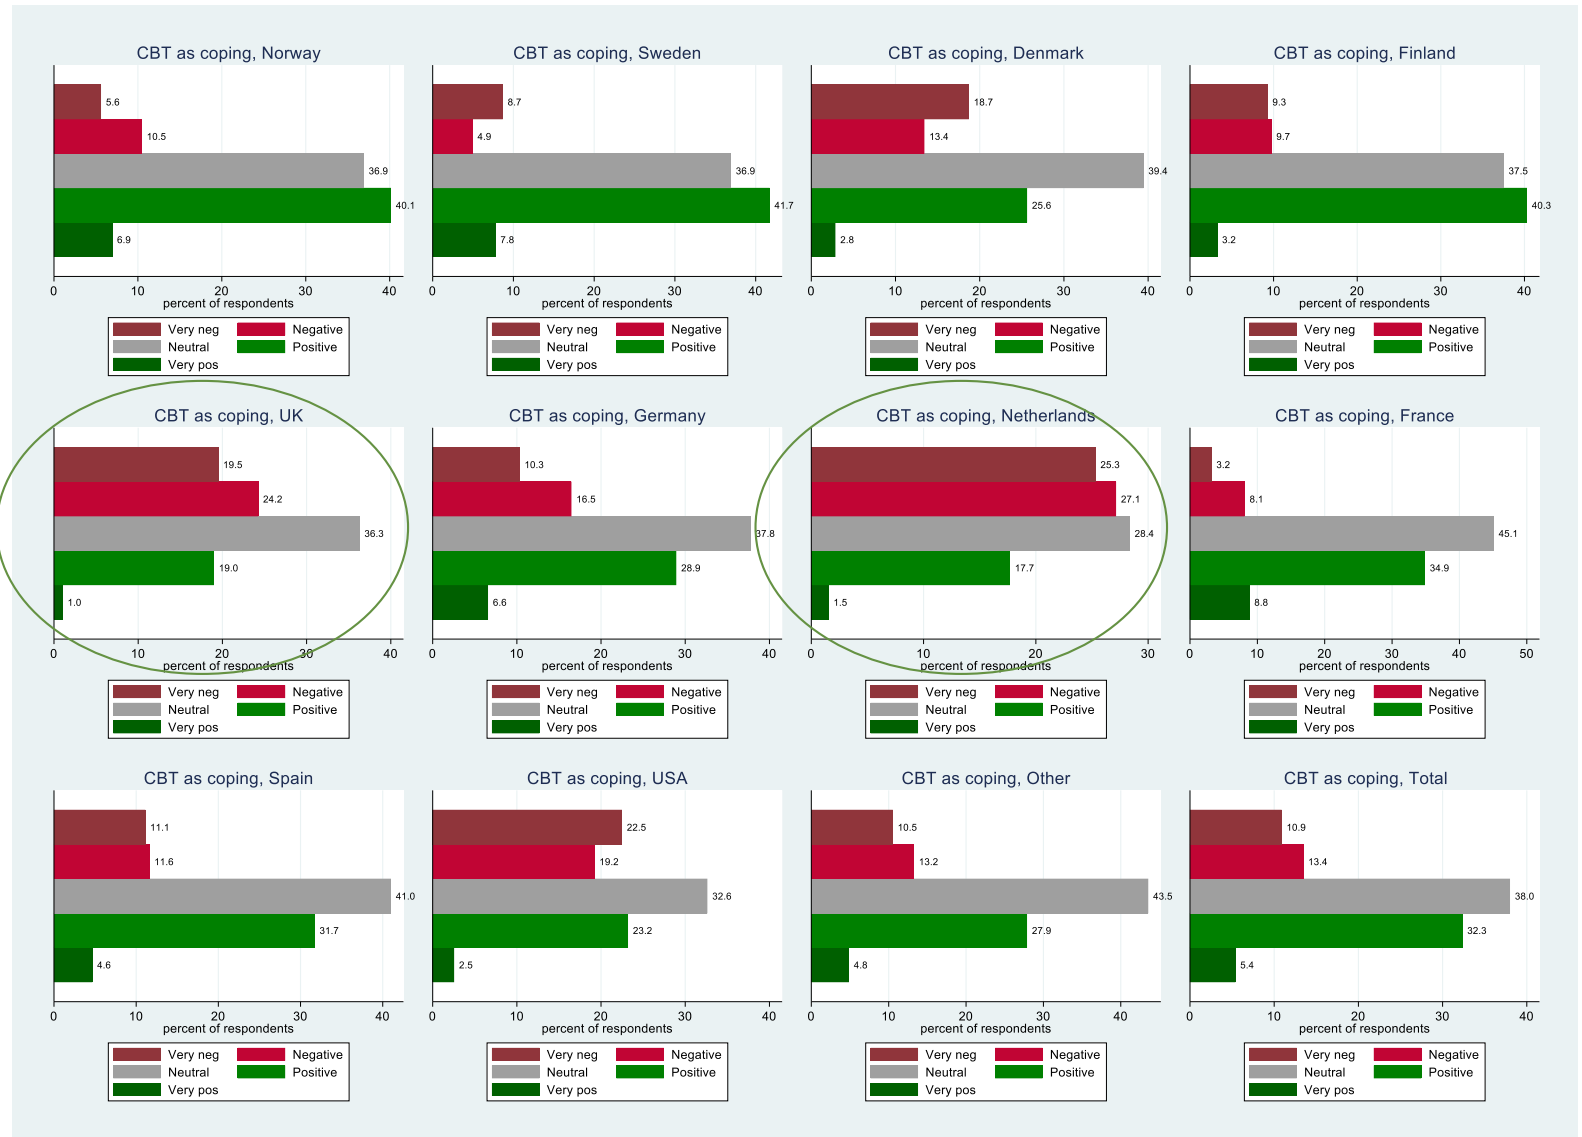 CBT as coping, Norway
5.6
10.5
36.9
40.1
6.9
0 10 20 30 40
percent of respondents
Very neg Negative
Neutral Positive
Very pos
CBT as coping, Sweden
8.7
4.9
36.9
41.7
7.8
0 10 20 30 40
percent of respondents
Very neg Negative
Neutral Positive
Very pos
CBT as coping, Denmark
18.7
13.4
39.4
25.6
2.8
0 10 20 30 40
percent of respondents
Very neg Negative
Neutral Positive
Very pos
CBT as coping, Finland
9.3
9.7
37.5
40.3
3.2
0 10 20 30 40
percent of respondents
Very neg Negative
Neutral Positive
Very pos
CBT as coping, UK
19.5
24.2
36.3
19.0
1.0
0 10 20 30 40
percent of respondents
Very neg Negative
Neutral Positive
Very pos
CBT as coping, Germany
10.3
16.5
37.8
28.9
6.6
0 10 20 30 40
percent of respondents
Very neg Negative
Neutral Positive
Very pos
CBT as coping, Netherlands
25.3
27.1
28.4
17.7
1.5
0 10 20 30
percent of respondents
Very neg Negative
Neutral Positive
Very pos
CBT as coping, France
3.2
8.1
45.1
34.9
8.8
0 10 20 30 40 50
percent of respondents
Very neg Negative
Neutral Positive
Very pos
CBT as coping, Spain
11.1
11.6
41.0
31.7
4.6
0 10 20 30 40
percent of respondents
Very neg Negative
Neutral Positive
Very pos
CBT as coping, USA
22.5
19.2
32.6
23.2
2.5
0 10 20 30 40
percent of respondents
Very neg Negative
Neutral Positive
Very pos
CBT as coping, Other
10.5
13.2
43.5
27.9
4.8
0 10 20 30 40
percent of respondents
Very neg Negative
Neutral Positive
Very pos
CBT as coping, Total
10.9
13.4
38.0
32.3
5.4
0 10 20 30 40
percent of respondents
Very neg Negative
Neutral Positive
Very pos